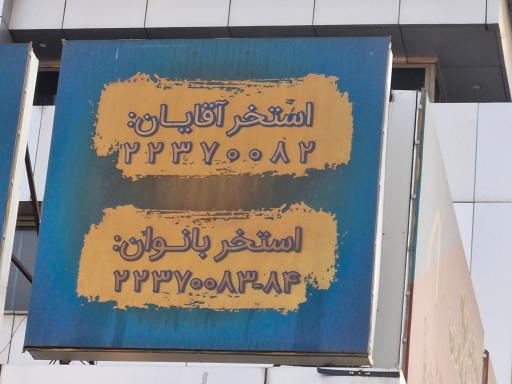 استخر آقایان:
۲۲۳۷۰۰۸۲
استخر بانوان:
۲۲۳۷۰۰۸۳-۸۴